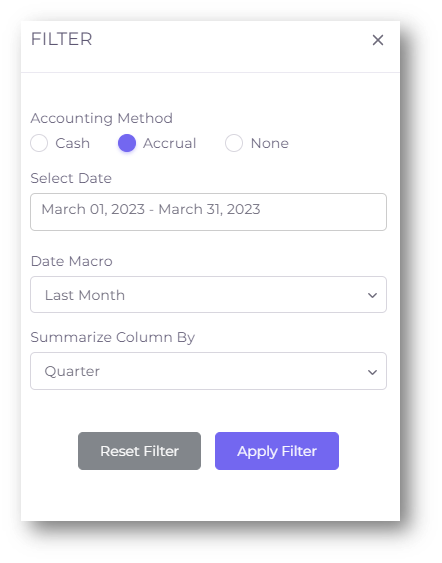 FILTER
Accounting Method
Cash Accrual None
Select Date
March 01, 2023 - March 31, 2023
Date Macro
Last Month
Summarize Column By
Quarter
Reset Filter Apply Filter